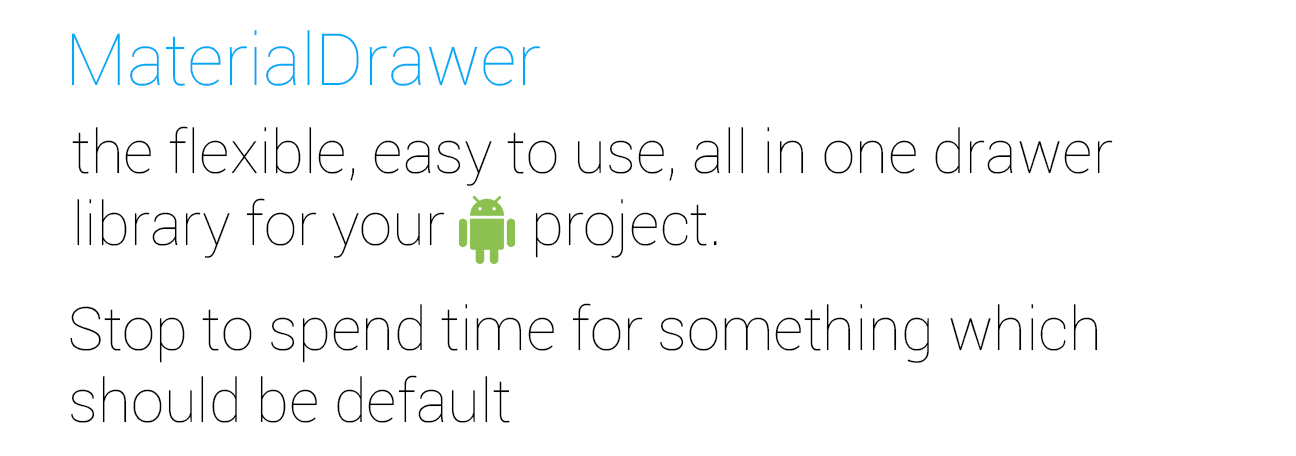 MaterialDrawer
the flexible, easy to use, all in one drawer
library for your project.
Stop to spend time for something which
should be default